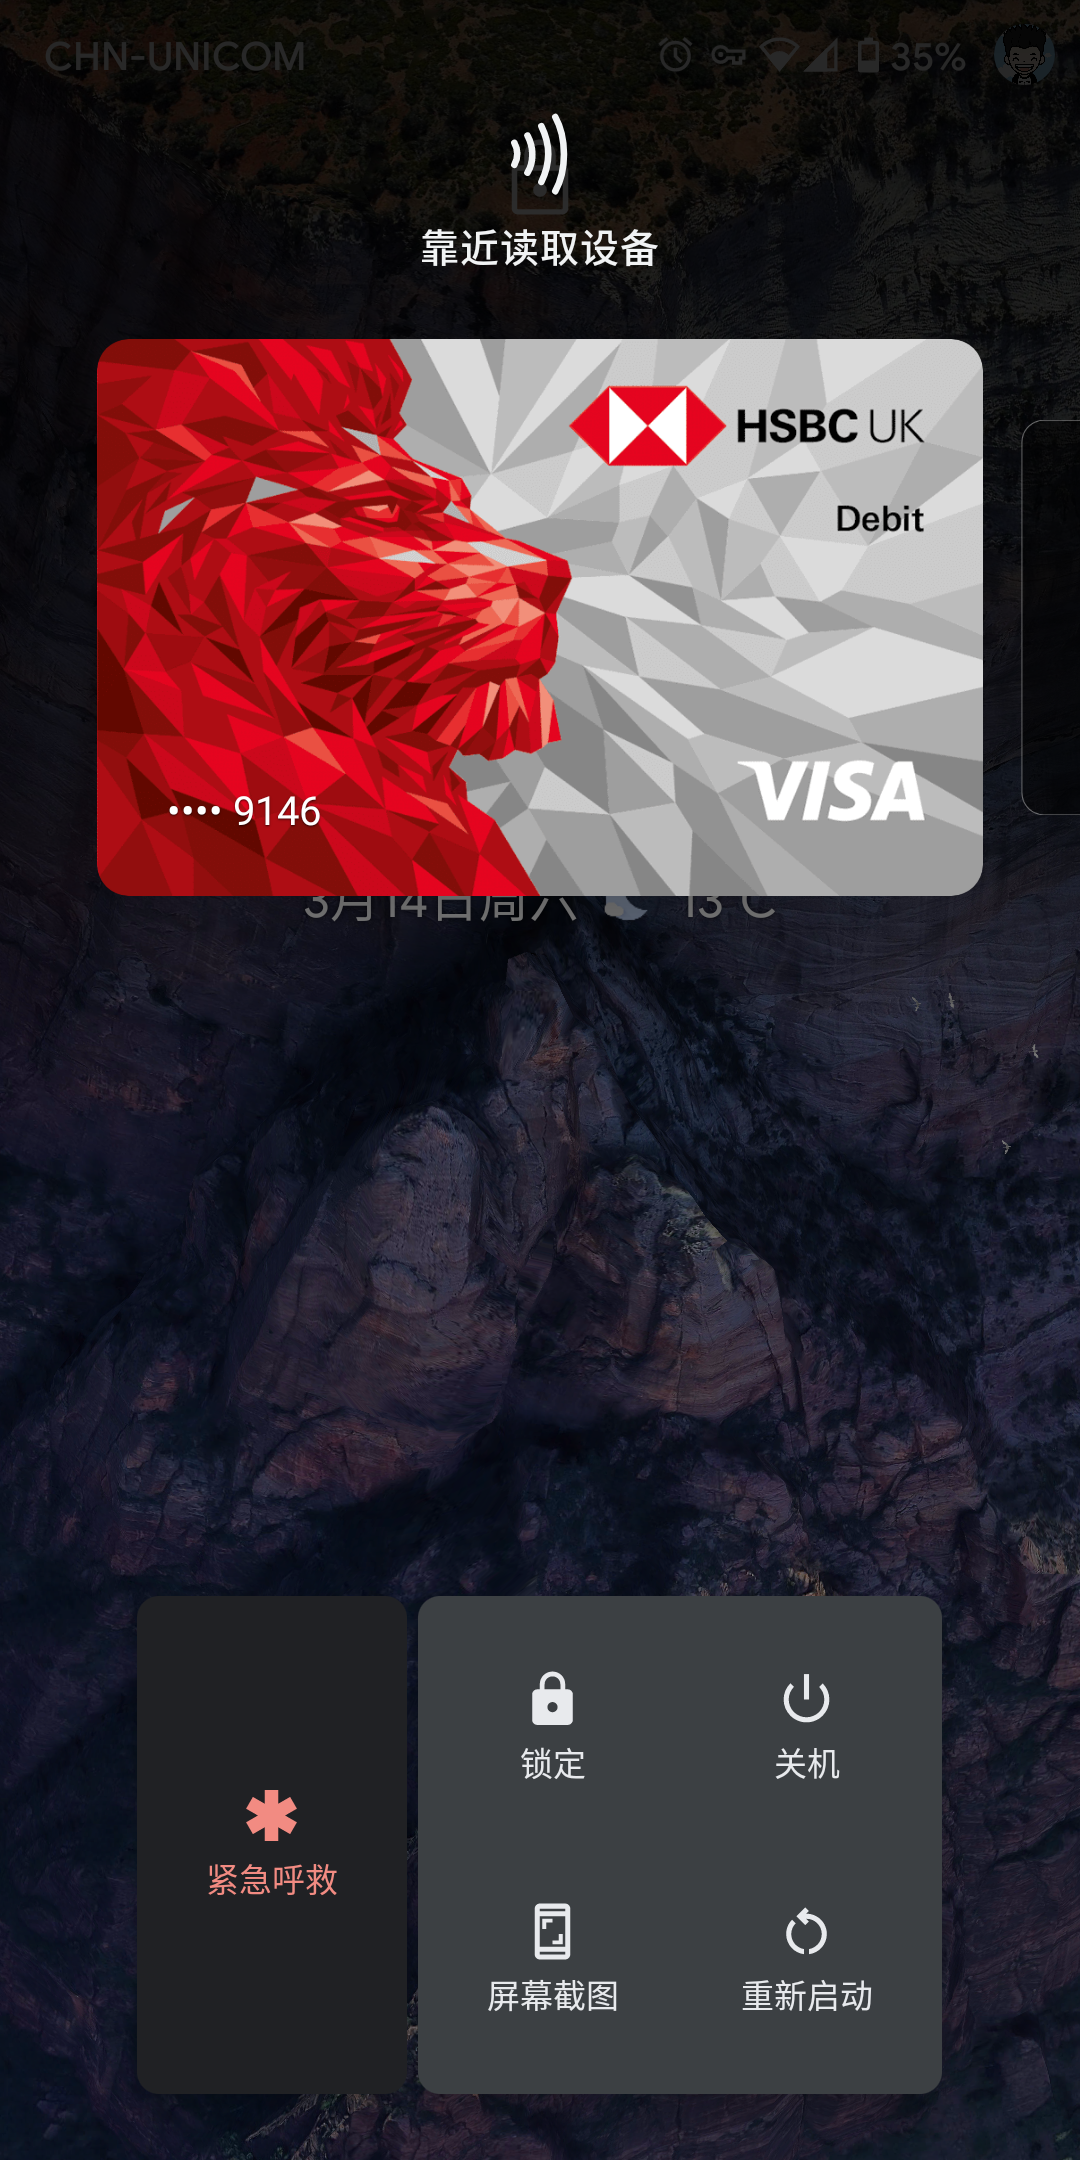 CHN-UNICOM 35%
靠近读取设备
HSBC UK
Debit
•••• 9146
VISA
3月14日周六 13°C
锁定
关机
紧急呼救
屏幕截图
重新启动